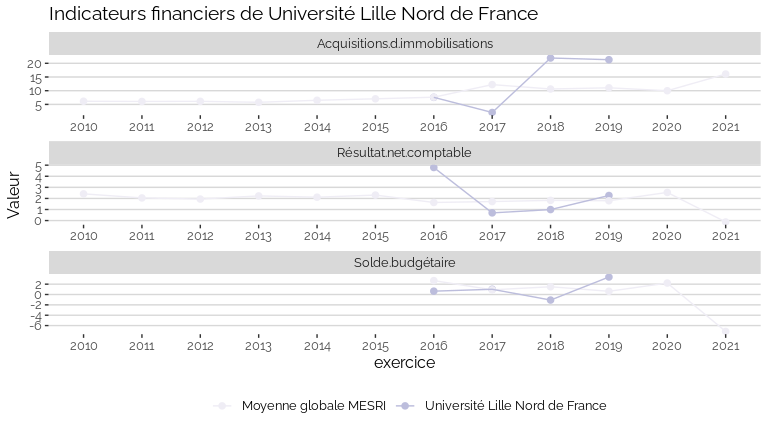 Indicateurs financiers de Université Lille Nord de France
Acquisitions.d.immobilisations
20
15
10
5
2010 2011 2012 2013 2014 2015 2016 2017 2018 2019 2020 2021
Résultat.net.comptable
5
4
3
2
1
0
2010 2011 2012 2013 2014 2015 2016 2017 2018 2019 2020 2021
Valeur
Solde.budgétaire
2
0
-2
-4
-6
2010 2011 2012 2013 2014 2015 2016 2017 2018 2019 2020 2021
exercice
Moyenne globale MESRI Université Lille Nord de France